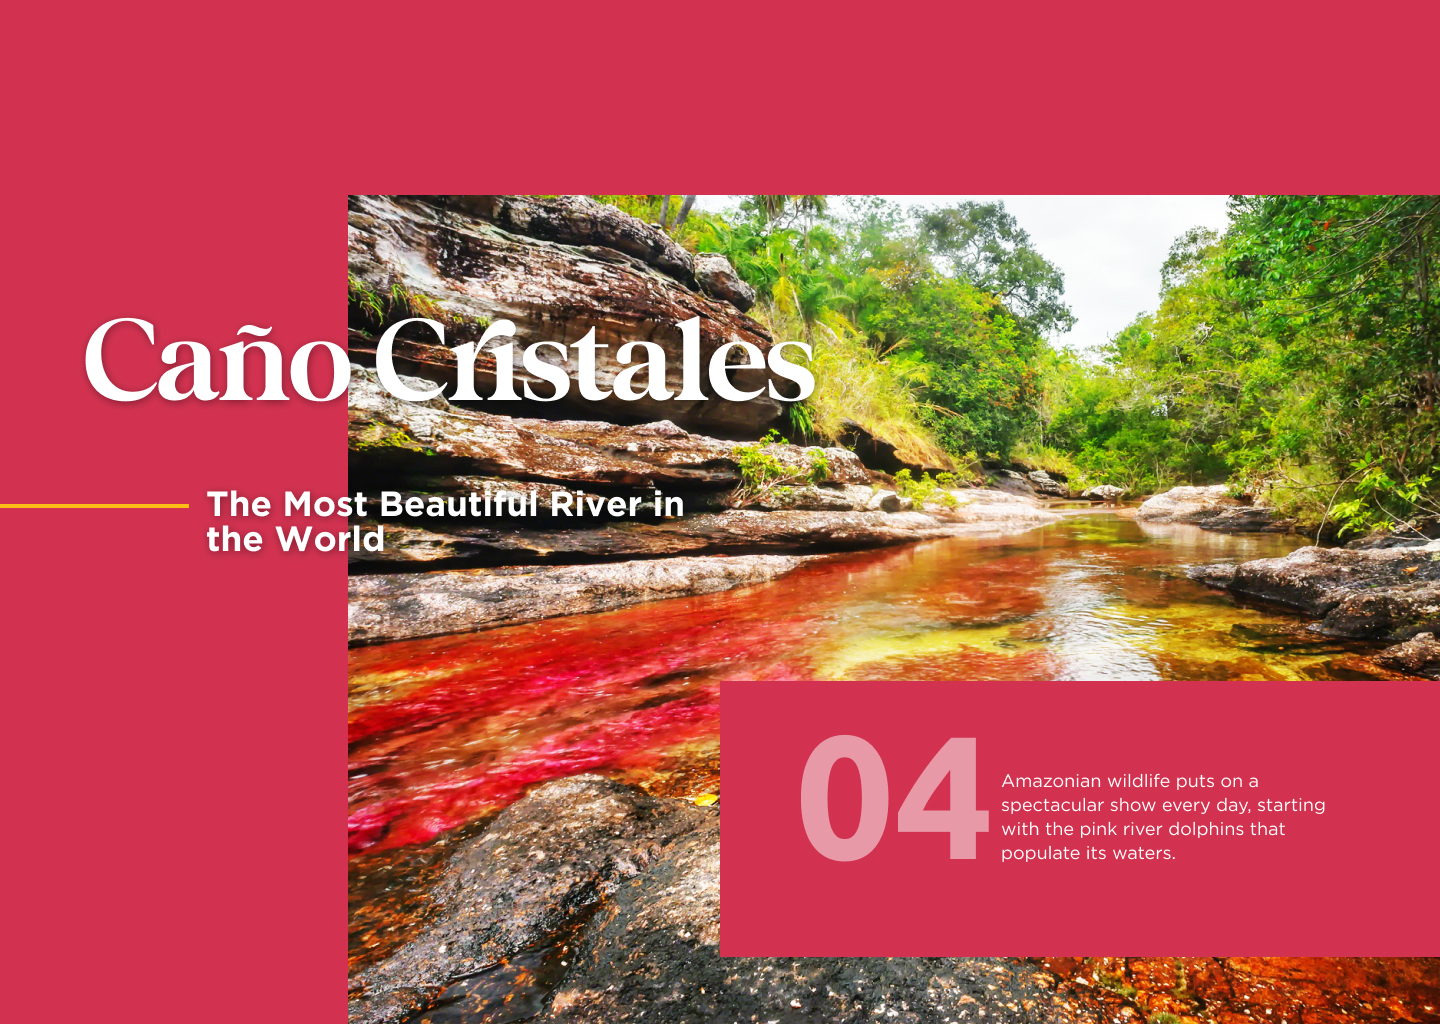 Caño Cristales
The Most Beautiful River in
the World
04
Amazonian wildlife puts on a
spectacular show every day, starting
with the pink river dolphins that
populate its waters.